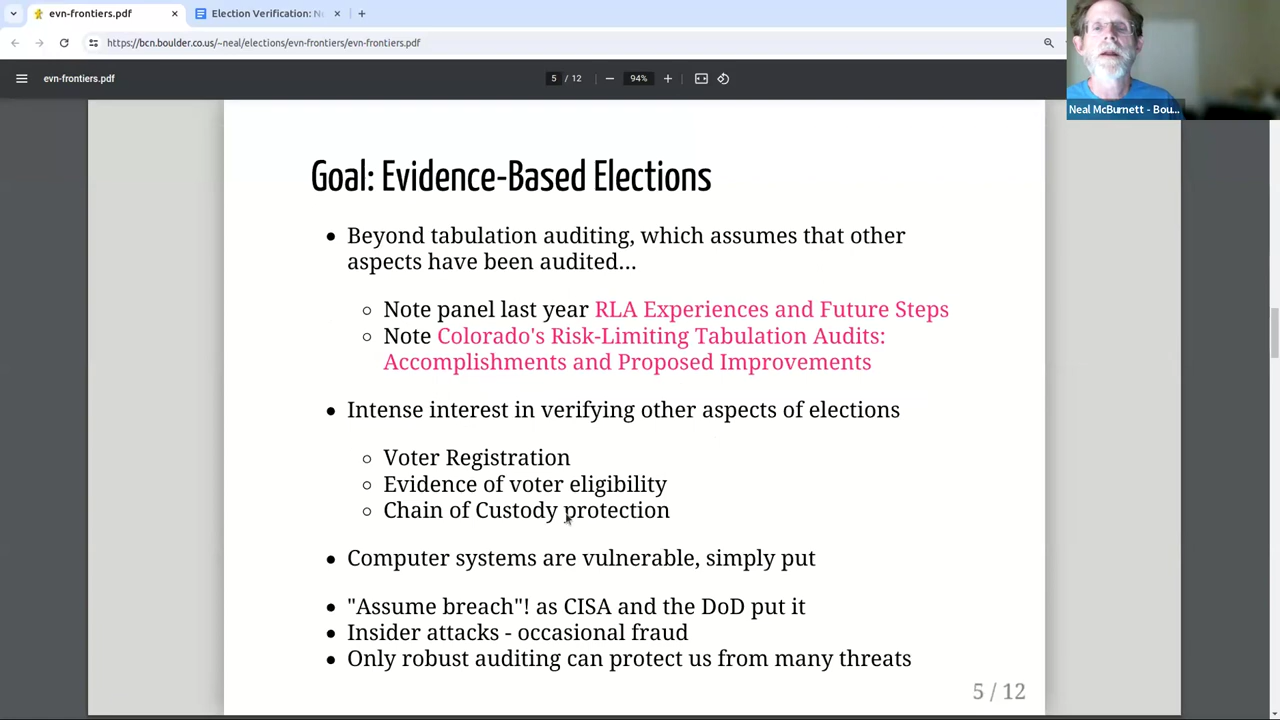 evn-frontiers.pdf
Election Verification: N
https://bcn.boulder.co.us/~neal/elections/evn-frontiers/evn-frontiers.pdf
evn-frontiers.pdf
5 / 12
94%
Neal McBurnett - Bou...
Goal: Evidence-Based Elections
• Beyond tabulation auditing, which assumes that other
aspects have been audited...
◦ Note panel last year RLA Experiences and Future Steps
◦ Note Colorado's Risk-Limiting Tabulation Audits:
Accomplishments and Proposed Improvements
• Intense interest in verifying other aspects of elections
◦ Voter Registration
◦ Evidence of voter eligibility
◦ Chain of Custody protection
• Computer systems are vulnerable, simply put
• "Assume breach"! as CISA and the DoD put it
• Insider attacks - occasional fraud
• Only robust auditing can protect us from many threats
5 / 12